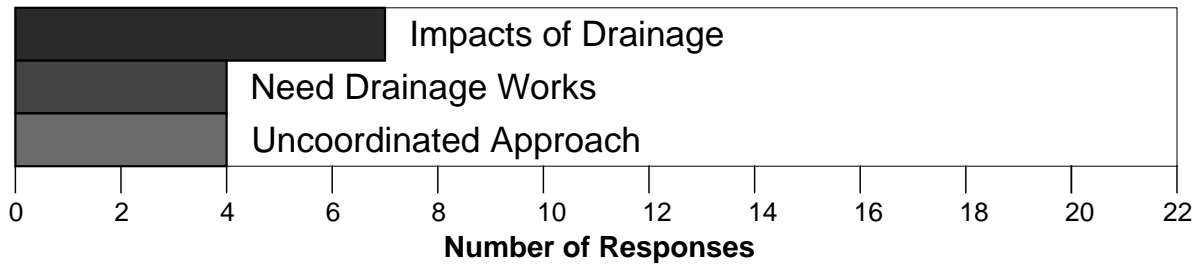 Impacts of Drainage
Need Drainage Works
Uncoordinated Approach
0 2 4 6 8 10 12 14 16 18 20 22
Number of Responses